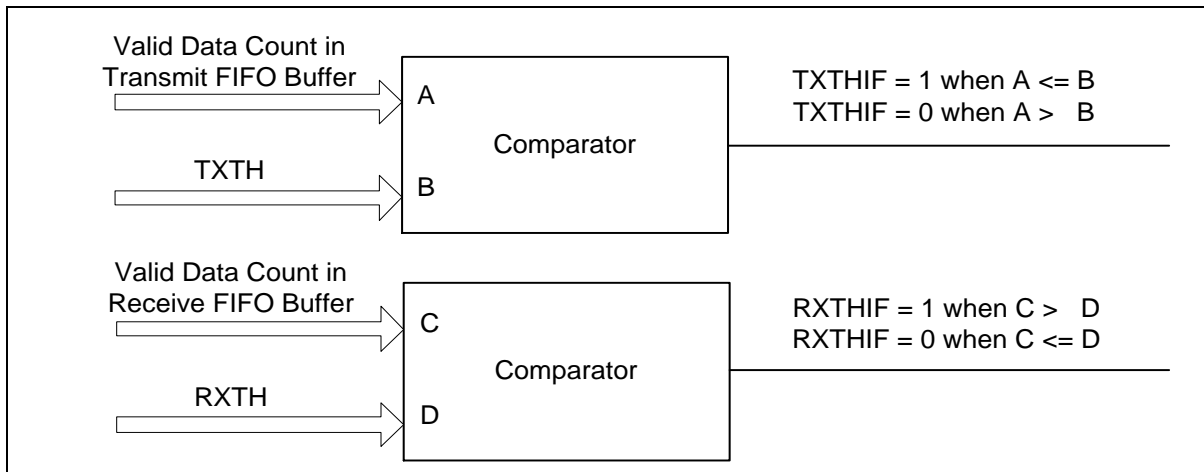 Valid Data Count in
Transmit FIFO Buffer
A
TXTH
B
Comparator
TXTHIF = 1 when A <= B
TXTHIF = 0 when A > B
Valid Data Count in
Receive FIFO Buffer
C
RXTH
D
Comparator
RXTHIF = 1 when C > D
RXTHIF = 0 when C <= D